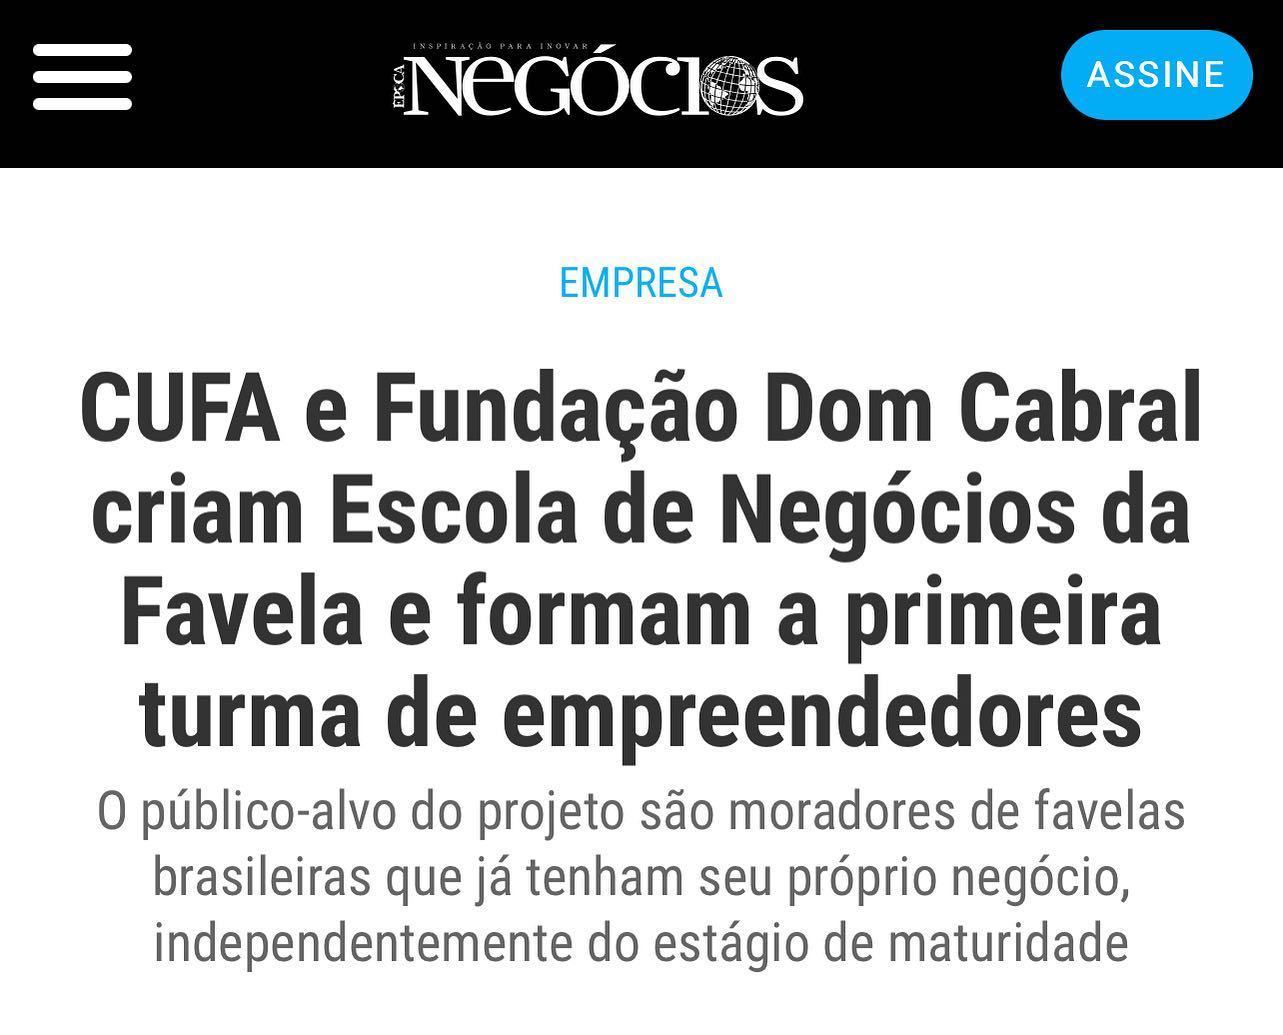 INSPIRAÇÃO PARA INOVAR
ÉPOCA
NEGÓCIOS
ASSINE
EMPRESA
CUFA e Fundação Dom Cabral
criam Escola de Negócios da
Favela e formam a primeira
turma de empreendedores
O público-alvo do projeto são moradores de favelas
brasileiras que já tenham seu próprio negócio,
independentemente do estágio de maturidade